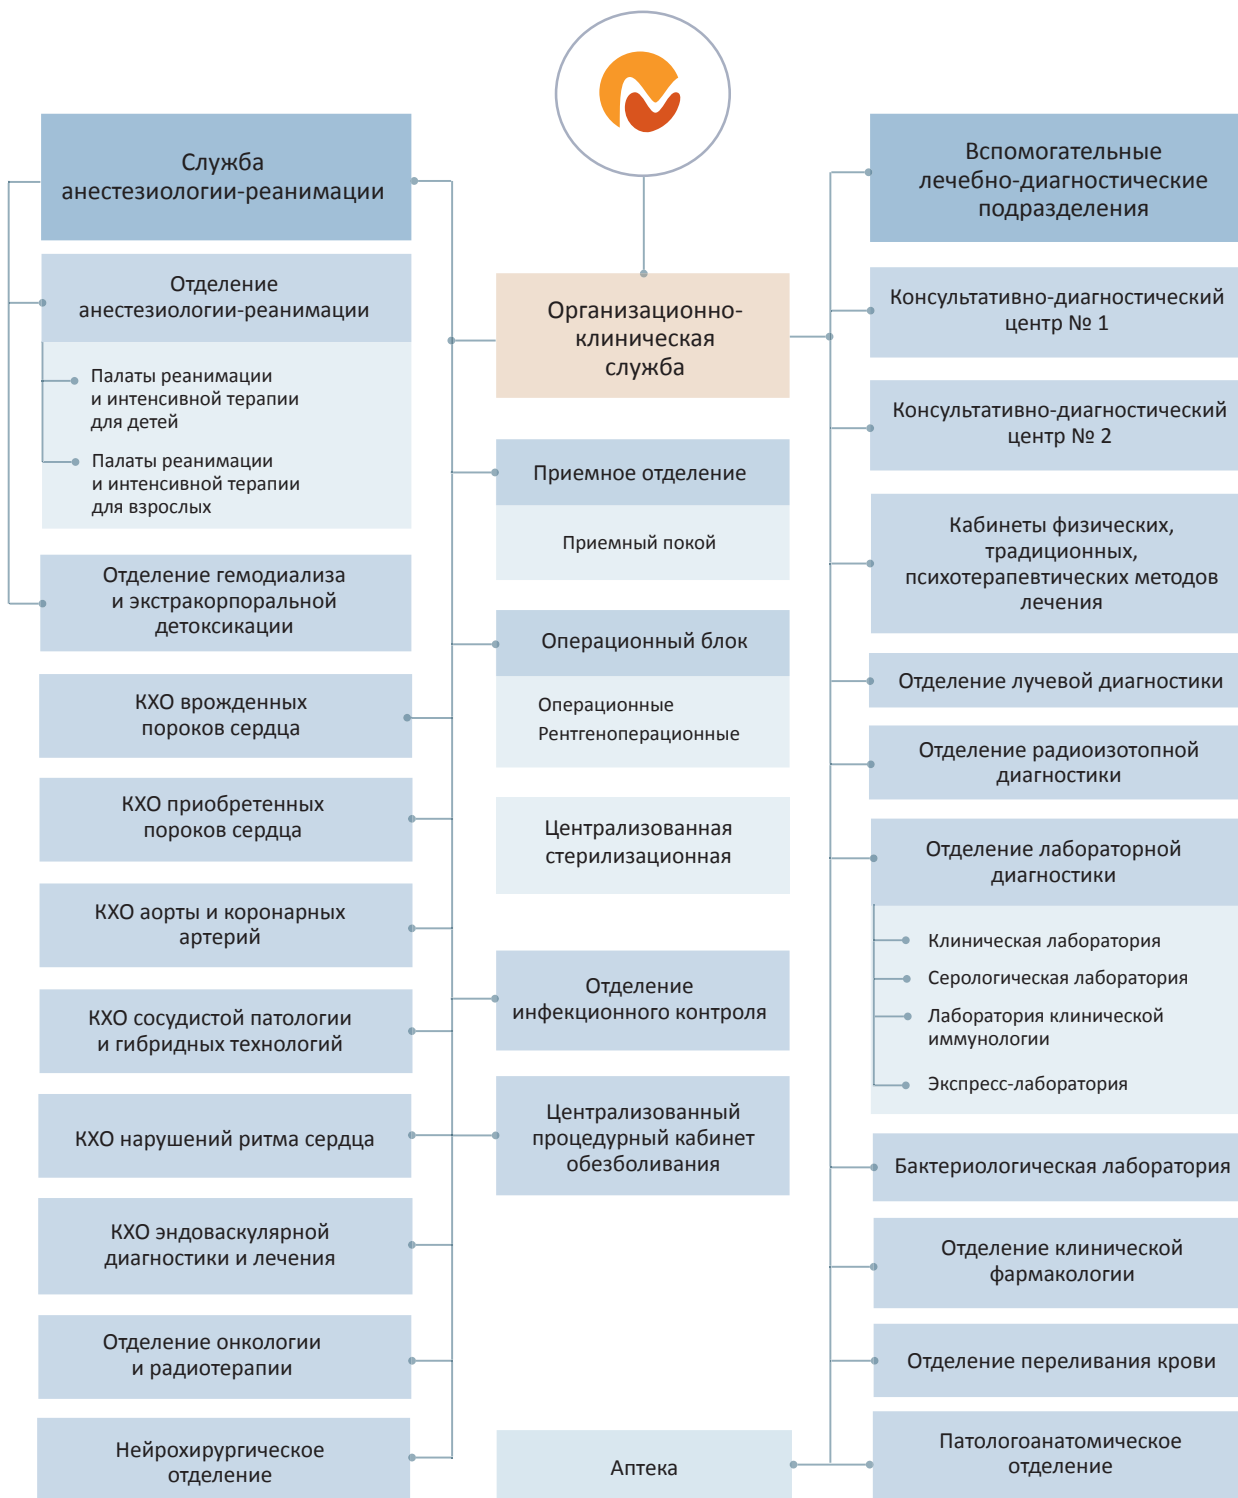 Служба
анестезиологии-реанимации
Отделение
анестезиологии-реанимации
Палаты реанимации
и интенсивной терапии
для детей
Палаты реанимации
и интенсивной терапии
для взрослых
Отделение гемодиализа
и экстракорпоральной
детоксикации
КХО врожденных
пороков сердца
КХО приобретенных
пороков сердца
КХО аорты и коронарных
артерий
КХО сосудистой патологии
и гибридных технологий
КХО нарушений ритма сердца
КХО эндоваскулярной
диагностики и лечения
Отделение онкологии
и радиотерапии
Нейрохирургическое
отделение
Организационно-
клиническая
служба
Приемное отделение
Приемный покой
Операционный блок
Операционные
Рентгеноперационные
Централизованная
стерилизационная
Отделение
инфекционного контроля
Централизованный
процедурный кабинет
обезболивания
Аптека
Вспомогательные
лечебно-диагностические
подразделения
Консультативно-диагностический
центр № 1
Консультативно-диагностический
центр № 2
Кабинеты физических,
традиционных,
психотерапевтических методов
лечения
Отделение лучевой диагностики
Отделение радиоизотопной
диагностики
Отделение лабораторной
диагностики
Клиническая лаборатория
Серологическая лаборатория
Лаборатория клинической
иммунологии
Экспресс-лаборатория
Бактериологическая лаборатория
Отделение клинической
фармакологии
Отделение переливания крови
Патологоанатомическое
отделение